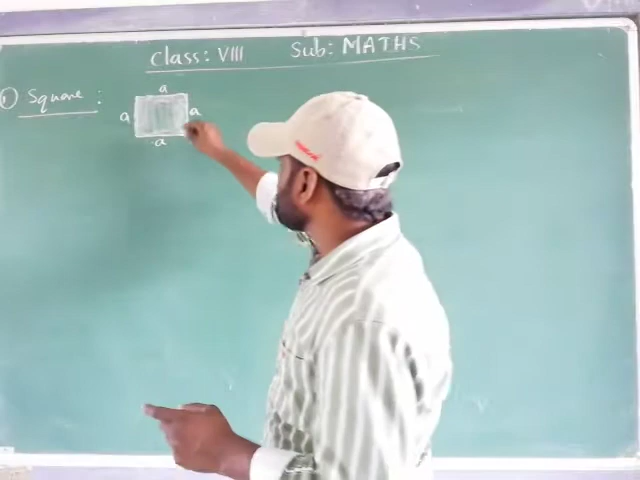 Class: VIII Sub: MATHS
① Square :
a
a a
a